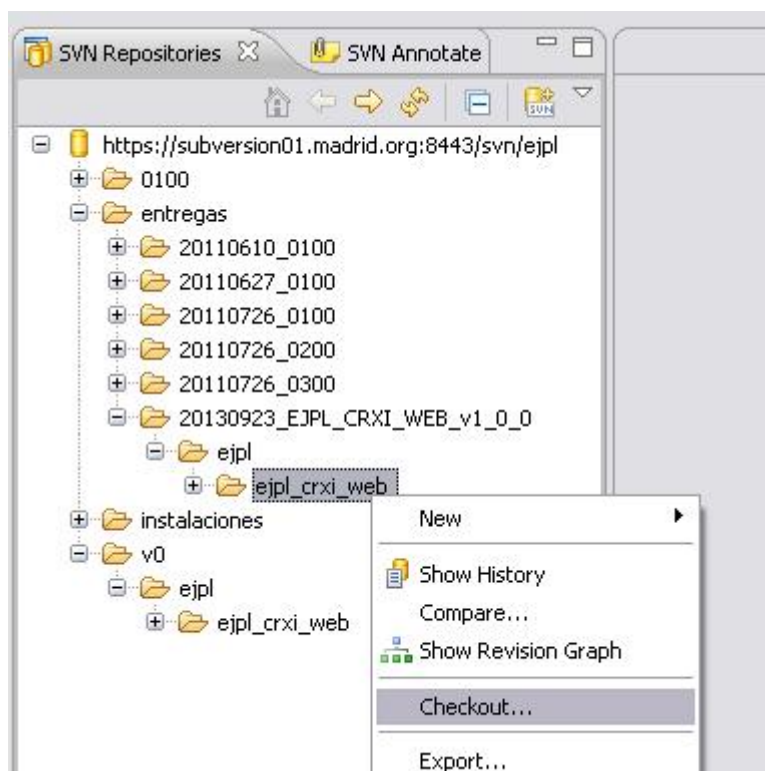 SVN Repositories
SVN Annotate
SVN
https://subversion01.madrid.org:8443/svn/ejpl
0100
entregas
20110610_0100
20110627_0100
20110726_0100
20110726_0200
20110726_0300
20130923_EJPL_CRXI_WEB_v1_0_0
ejpl
ejpl_crxi_web
instalaciones
v0
ejpl
ejpl_crxi_web
New
Show History
Compare...
Show Revision Graph
Checkout...
Export...